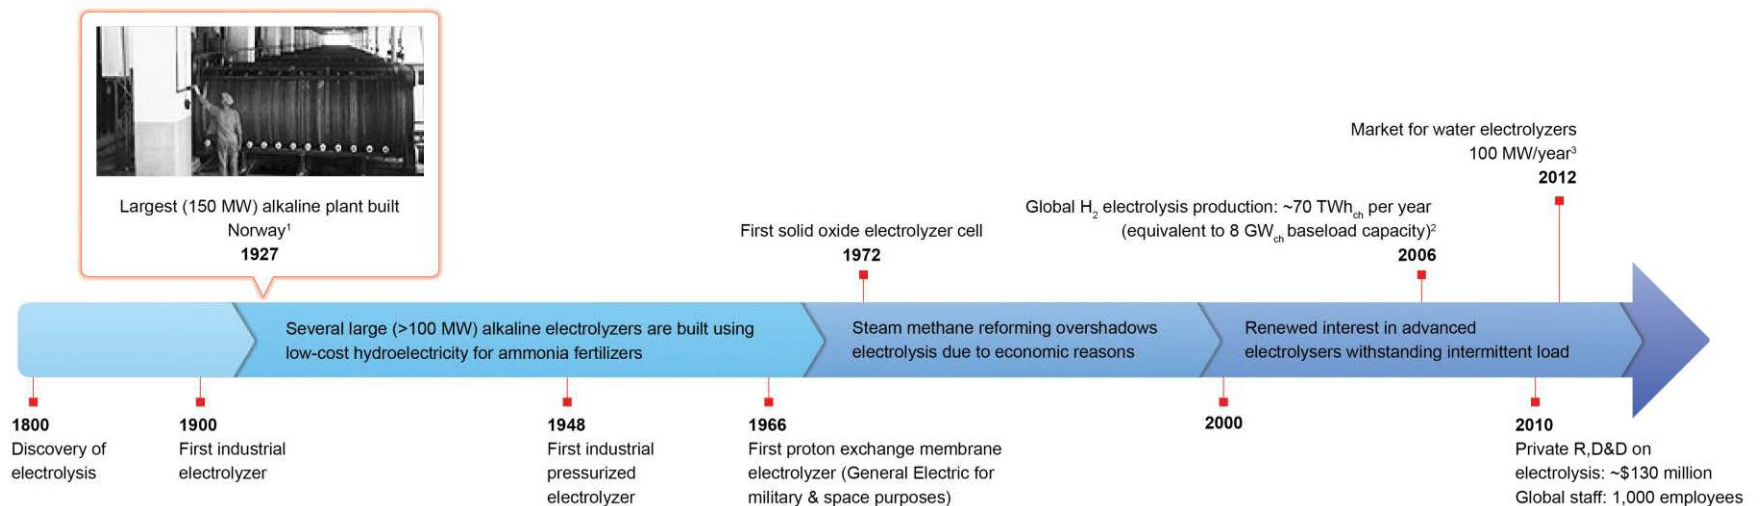 Largest (150 MW) alkaline plant built
Norway¹
1927
First solid oxide electrolyzer cell
1972
Global H₂ electrolysis production: ~70 TWh_ch per year
(equivalent to 8 GW_ch baseload capacity)²
2006
Market for water electrolyzers
100 MW/year³
2012
Several large (>100 MW) alkaline electrolyzers are built using
low-cost hydroelectricity for ammonia fertilizers
Steam methane reforming overshadows
electrolysis due to economic reasons
Renewed interest in advanced
electrolysers withstanding intermittent load
1800
Discovery of
electrolysis
1900
First industrial
electrolyzer
1948
First industrial
pressurized
electrolyzer
1966
First proton exchange membrane
electrolyzer (General Electric for
military & space purposes)
2000
2010
Private R,D&D on
electrolysis: ~$130 million
Global staff: 1,000 employees